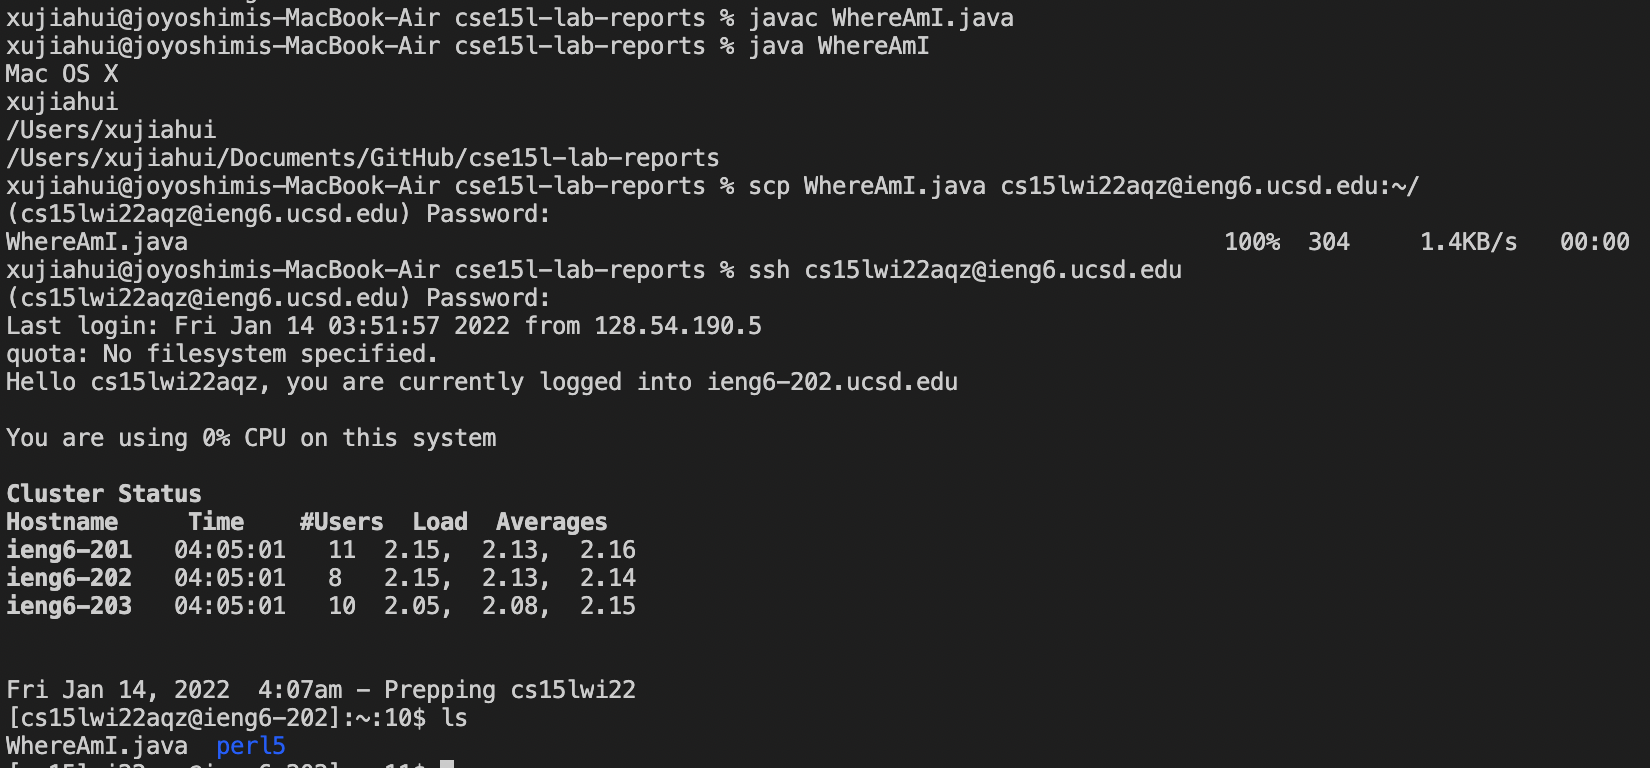 xujiahui@joyoshimis-MacBook-Air cse15l-lab-reports % javac WhereAmI.java
xujiahui@joyoshimis-MacBook-Air cse15l-lab-reports % java WhereAmI
Mac OS X
xujiahui
/Users/xujiahui
/Users/xujiahui/Documents/GitHub/cse15l-lab-reports
xujiahui@joyoshimis-MacBook-Air cse15l-lab-reports % scp WhereAmI.java cs15lwi22aqz@ieng6.ucsd.edu:~/
(cs15lwi22aqz@ieng6.ucsd.edu) Password:
WhereAmI.java 100% 304 1.4KB/s 00:00
xujiahui@joyoshimis-MacBook-Air cse15l-lab-reports % ssh cs15lwi22aqz@ieng6.ucsd.edu
(cs15lwi22aqz@ieng6.ucsd.edu) Password:
Last login: Fri Jan 14 03:51:57 2022 from 128.54.190.5
quota: No filesystem specified.
Hello cs15lwi22aqz, you are currently logged into ieng6-202.ucsd.edu
You are using 0% CPU on this system
Cluster Status
Hostname Time #Users Load Averages
ieng6-201 04:05:01 11 2.15, 2.13, 2.16
ieng6-202 04:05:01 8 2.15, 2.13, 2.14
ieng6-203 04:05:01 10 2.05, 2.08, 2.15
Fri Jan 14, 2022 4:07am - Prepping cs15lwi22
[cs15lwi22aqz@ieng6-202]:~:10$ ls
WhereAmI.java perl5